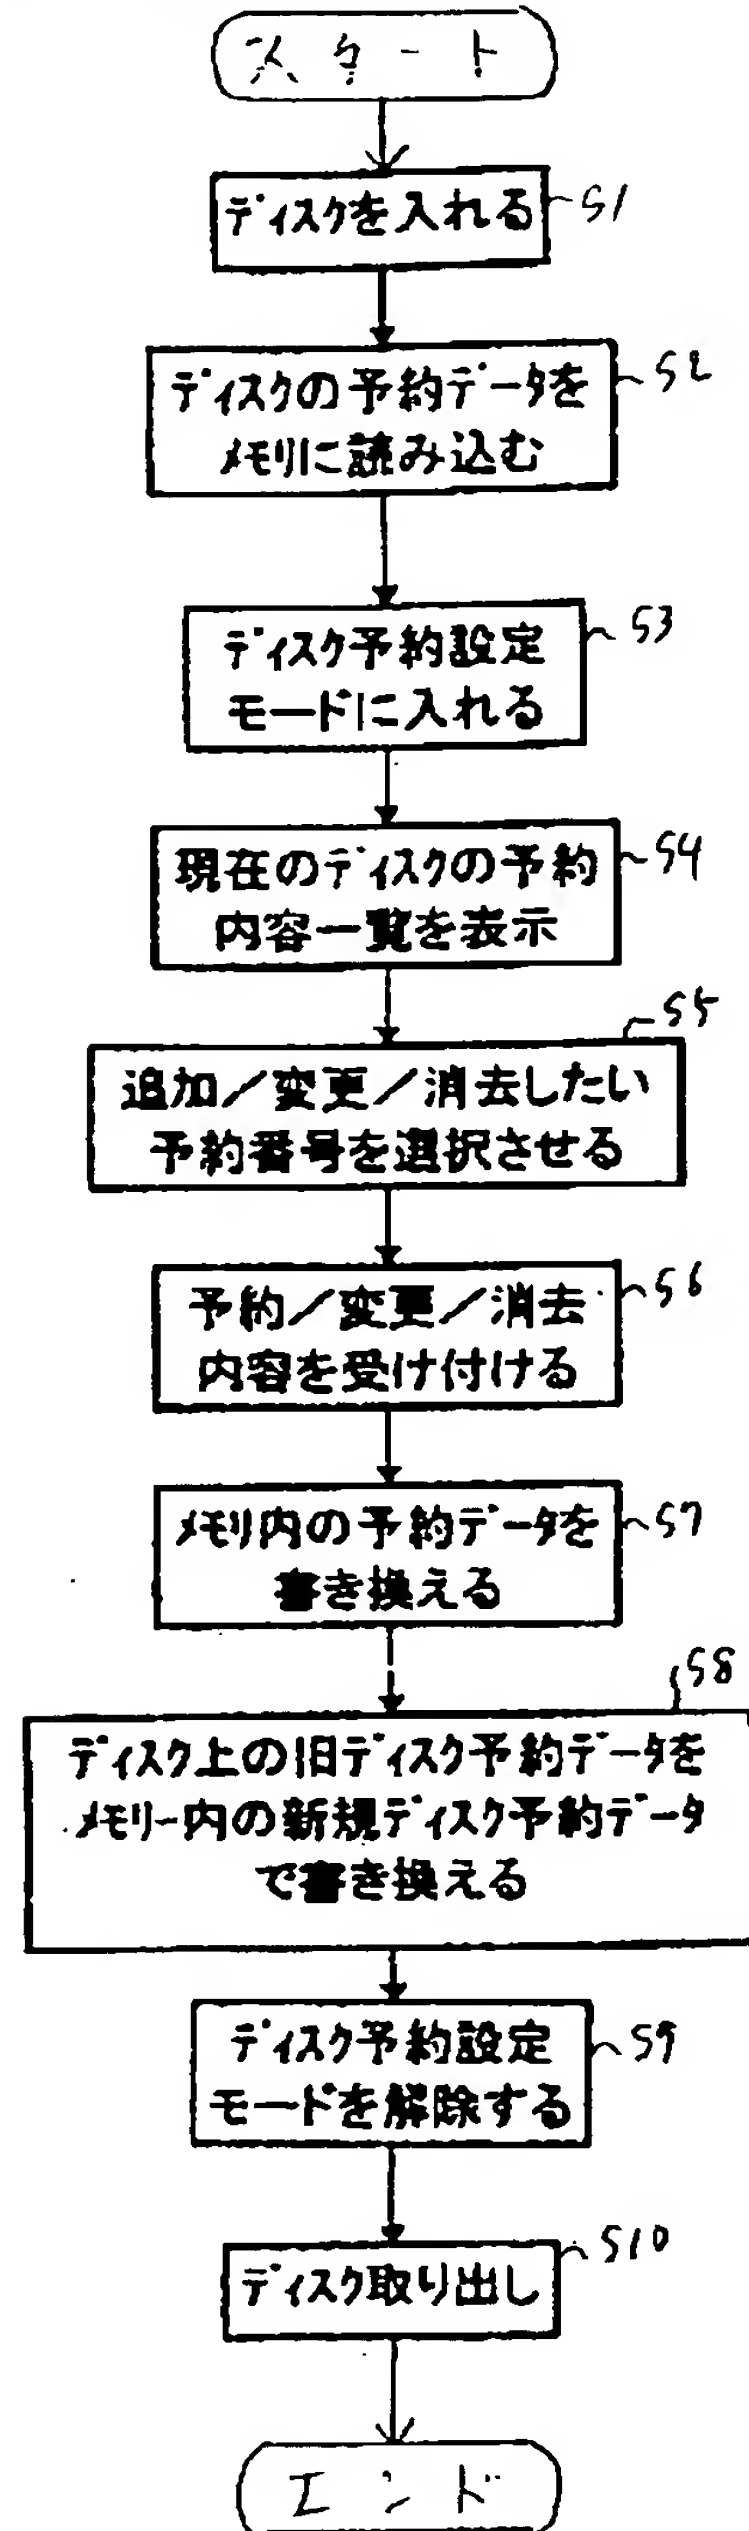 スタート
ディスクを入れる
S1
ディスクの予約データを
メモリに読み込む
S2
ディスク予約設定
モードに入れる
S3
現在のディスクの予約
内容一覧を表示
S4
追加／変更／消去したい
予約番号を選択させる
S5
予約／変更／消去
内容を受け付ける
S6
メモリ内の予約データを
書き換える
S7
ディスク上の旧ディスク予約データを
メモリー内の新規ディスク予約データ
で書き換える
S8
ディスク予約設定
モードを解除する
S9
ディスク取り出し
S10
エンド